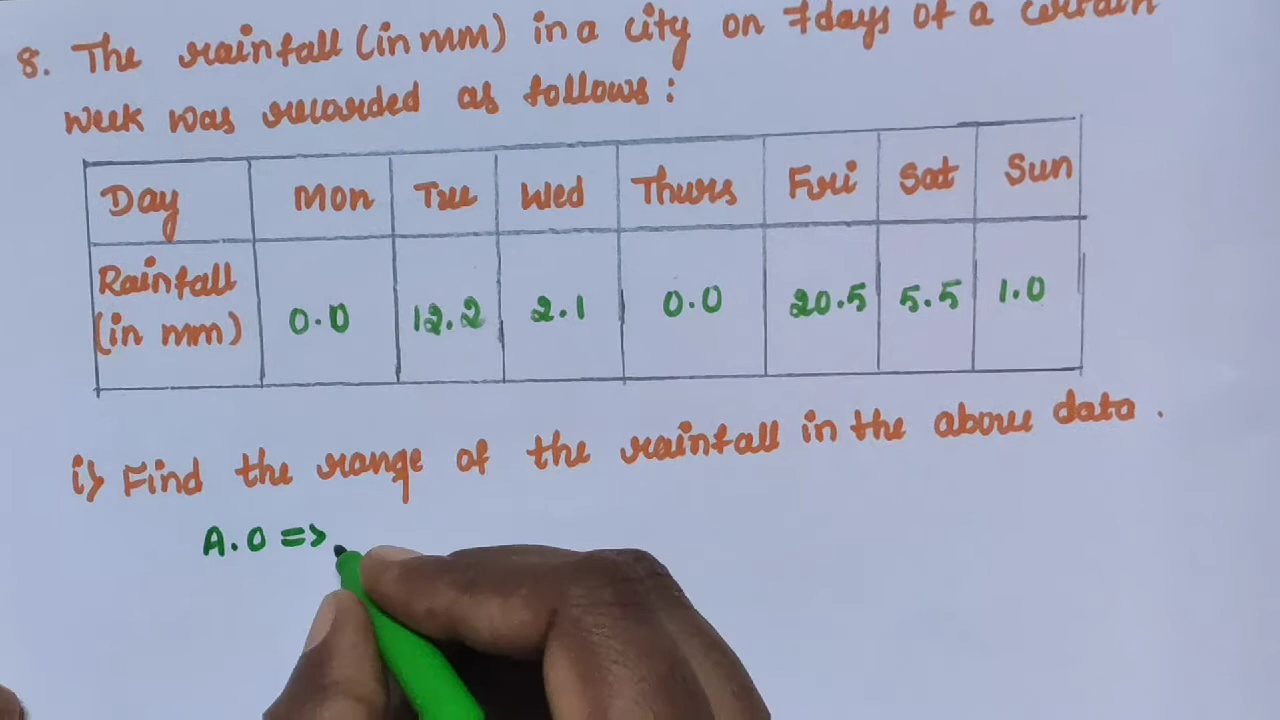 8. The rainfall (in mm) in a city on 7 days of a certain
week was recorded as follows:
Day Mon Tue Wed Thurs Fri Sat Sun
Rainfall (in mm) 0.0 12.2 2.1 0.0 20.5 5.5 1.0
i) Find the range of the rainfall in the above data.
A.O =>